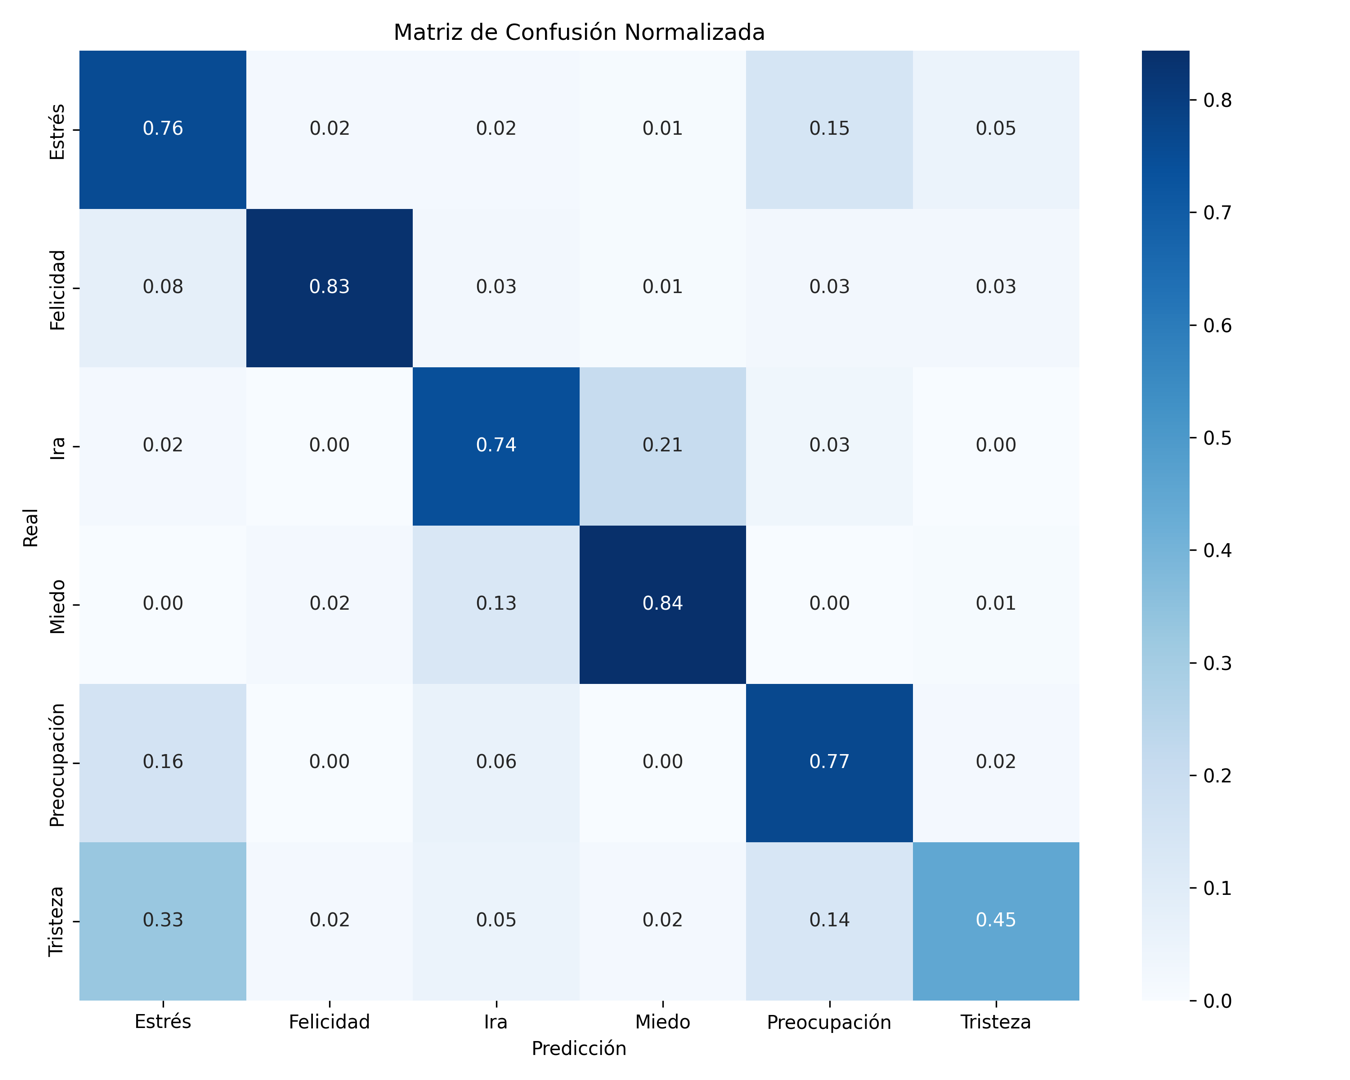 Matriz de Confusión Normalizada
Estrés 0.76 0.02 0.02 0.01 0.15 0.05
Felicidad 0.08 0.83 0.03 0.01 0.03 0.03
Ira 0.02 0.00 0.74 0.21 0.03 0.00
Real
Miedo 0.00 0.02 0.13 0.84 0.00 0.01
Preocupación 0.16 0.00 0.06 0.00 0.77 0.02
Tristeza 0.33 0.02 0.05 0.02 0.14 0.45
Estrés Felicidad Ira Miedo Preocupación Tristeza
Predicción
0.8
0.7
0.6
0.5
0.4
0.3
0.2
0.1
0.0